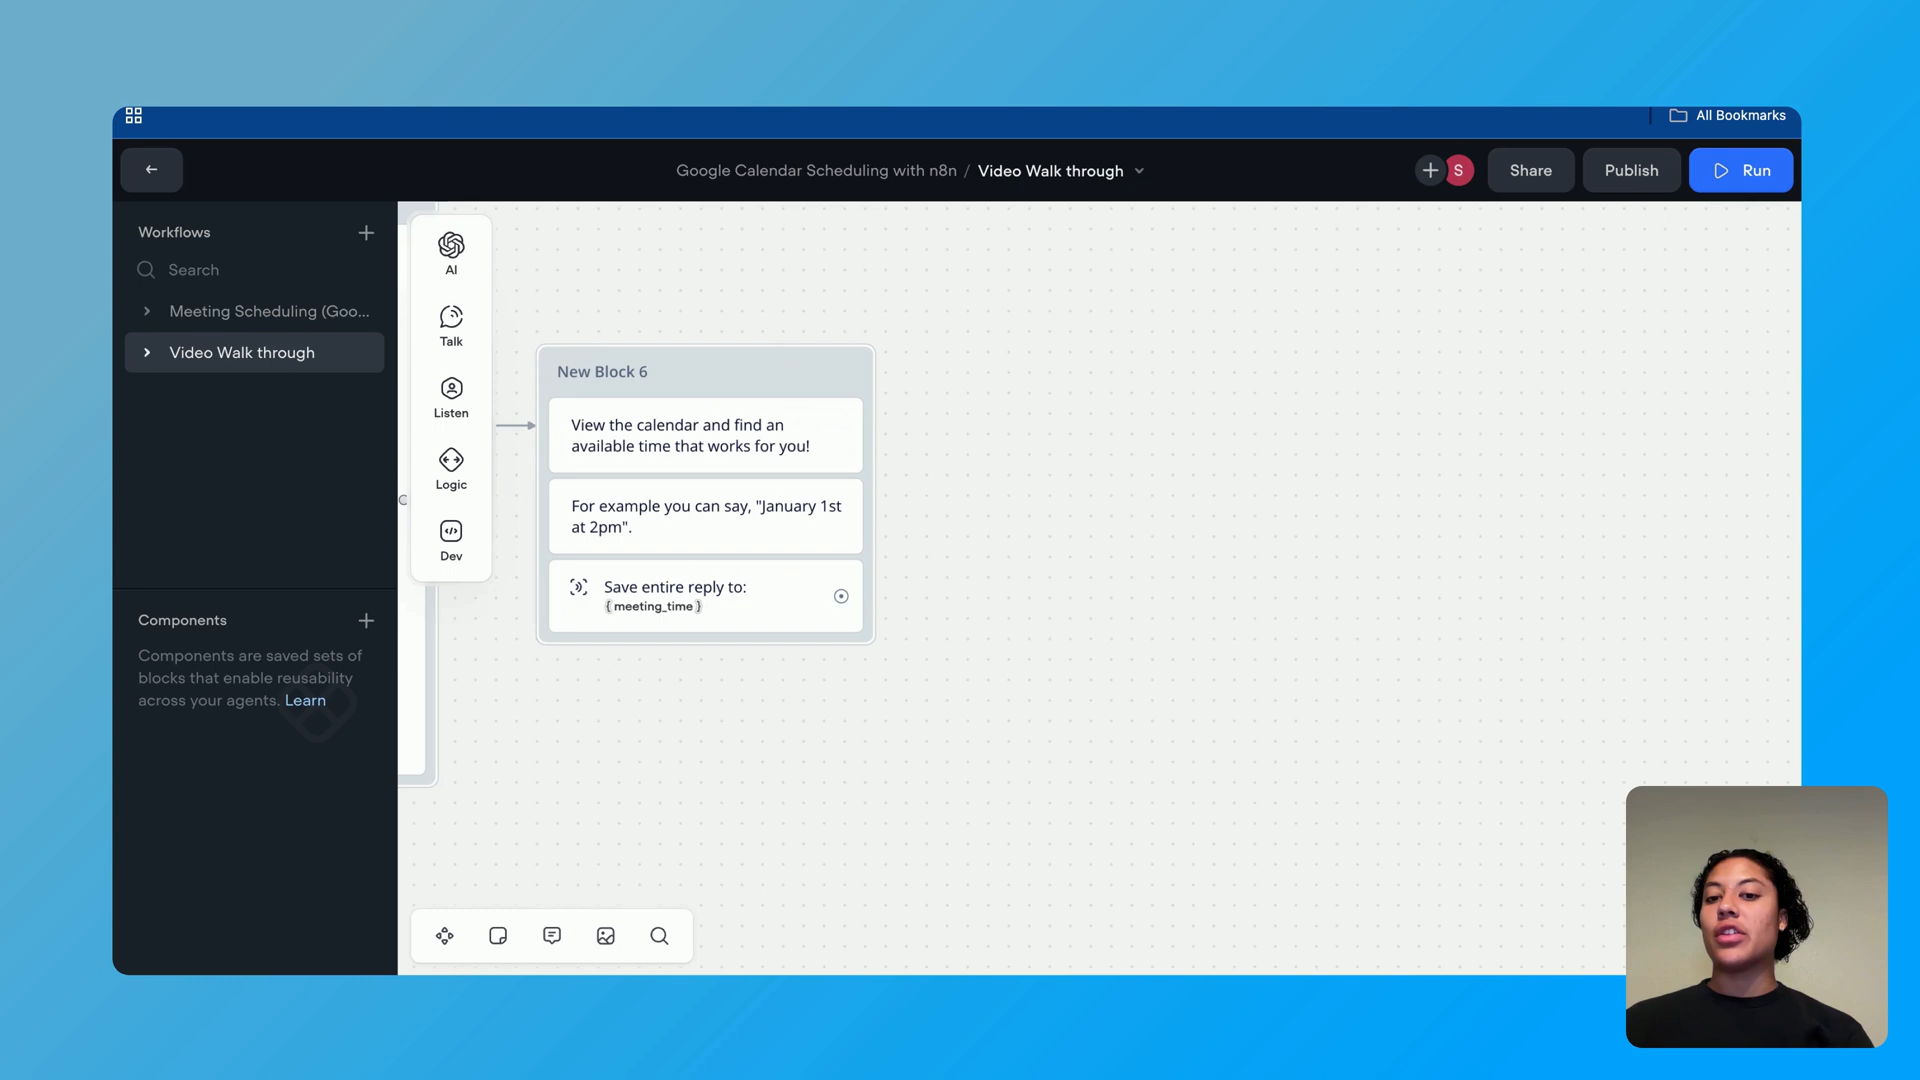 All Bookmarks
Google Calendar Scheduling with n8n / Video Walk through
S
Share
Publish
Run
Workflows
Search
Meeting Scheduling (Goo...
Video Walk through
Components
Components are saved sets of
blocks that enable reusability
across your agents. Learn
AI
Talk
Listen
Logic
Dev
New Block 6
View the calendar and find an
available time that works for you!
For example you can say, "January 1st
at 2pm".
Save entire reply to:
{ meeting_time }